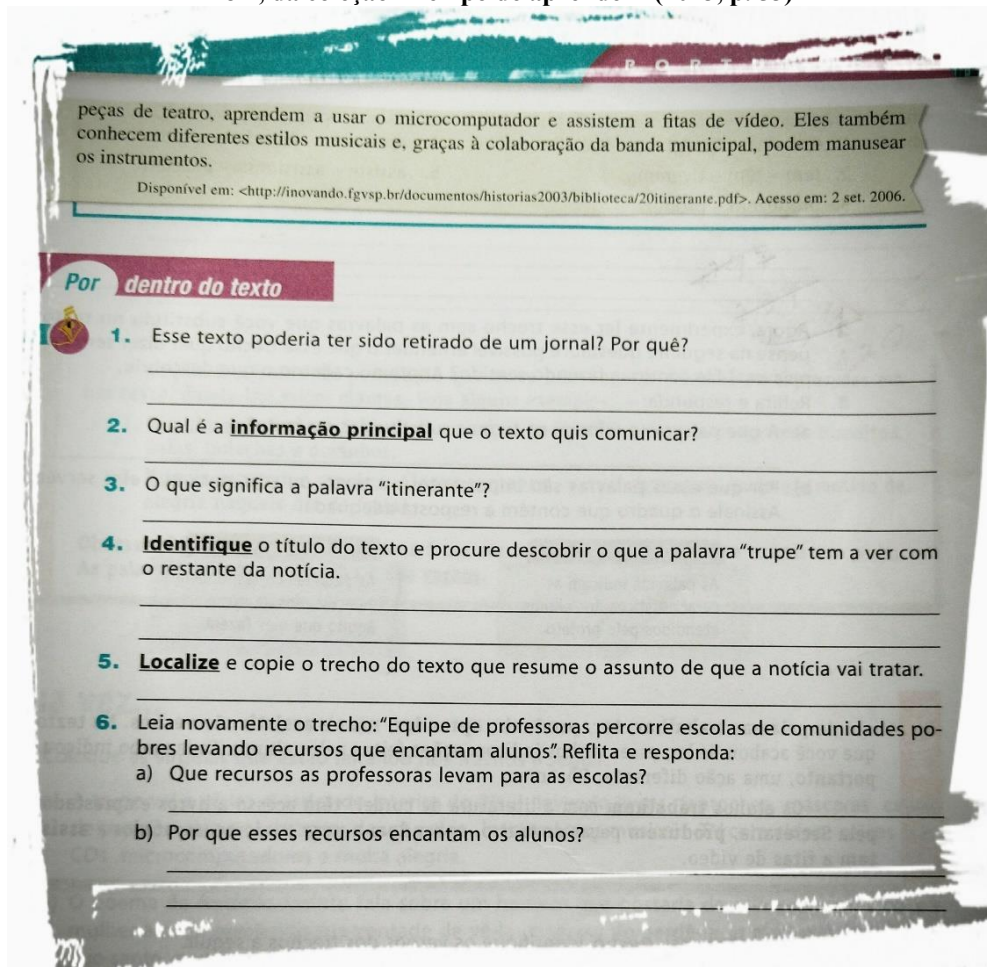 peças de teatro, aprendem a usar o microcomputador e assistem a fitas de vídeo. Eles também
conhecem diferentes estilos musicais e, graças à colaboração da banda municipal, podem manusear
os instrumentos.
Disponível em: <http://inovando.fgvsp.br/documentos/historias2003/biblioteca/20itinerante.pdf>. Acesso em: 2 set. 2006.
Por dentro do texto
1. Esse texto poderia ter sido retirado de um jornal? Por quê?
2. Qual é a informação principal que o texto quis comunicar?
3. O que significa a palavra “itinerante”?
4. Identifique o título do texto e procure descobrir o que a palavra “trupe” tem a ver com
o restante da notícia.
5. Localize e copie o trecho do texto que resume o assunto de que a notícia vai tratar.
6. Leia novamente o trecho: “Equipe de professoras percorre escolas de comunidades po-
bres levando recursos que encantam alunos”. Reflita e responda:
a) Que recursos as professoras levam para as escolas?
b) Por que esses recursos encantam os alunos?